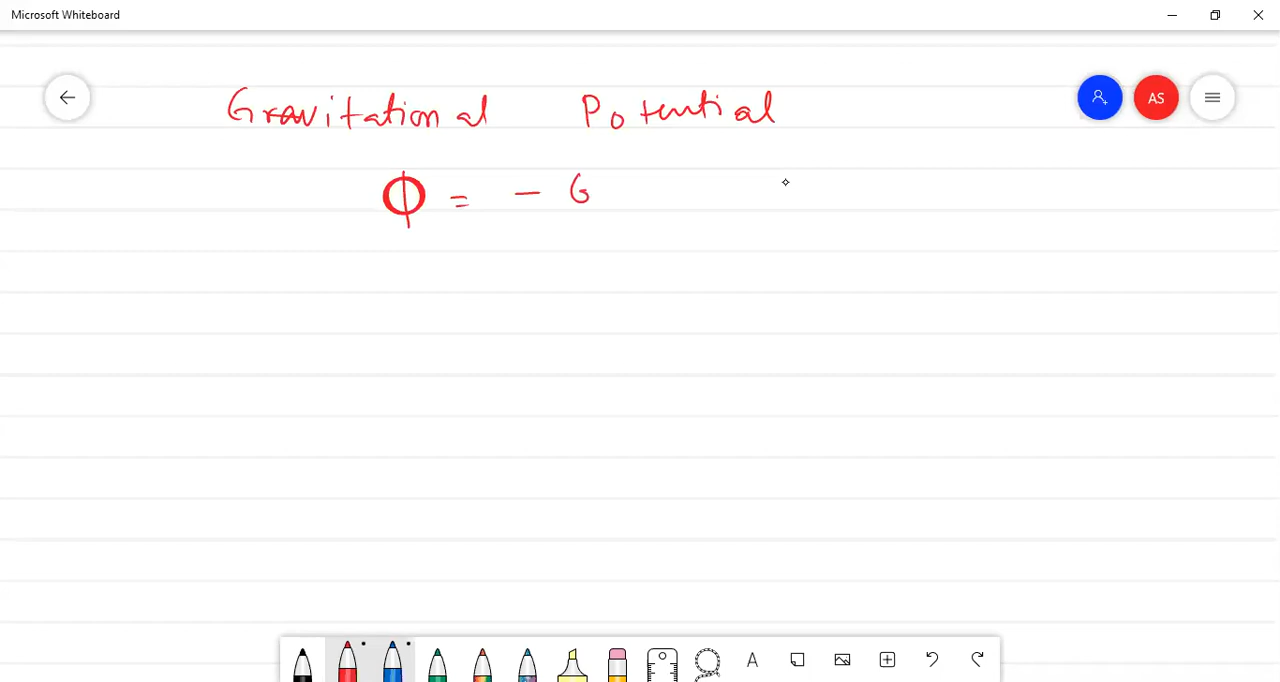 Microsoft Whiteboard
Gravitational Potential
AS
Φ = - G
A